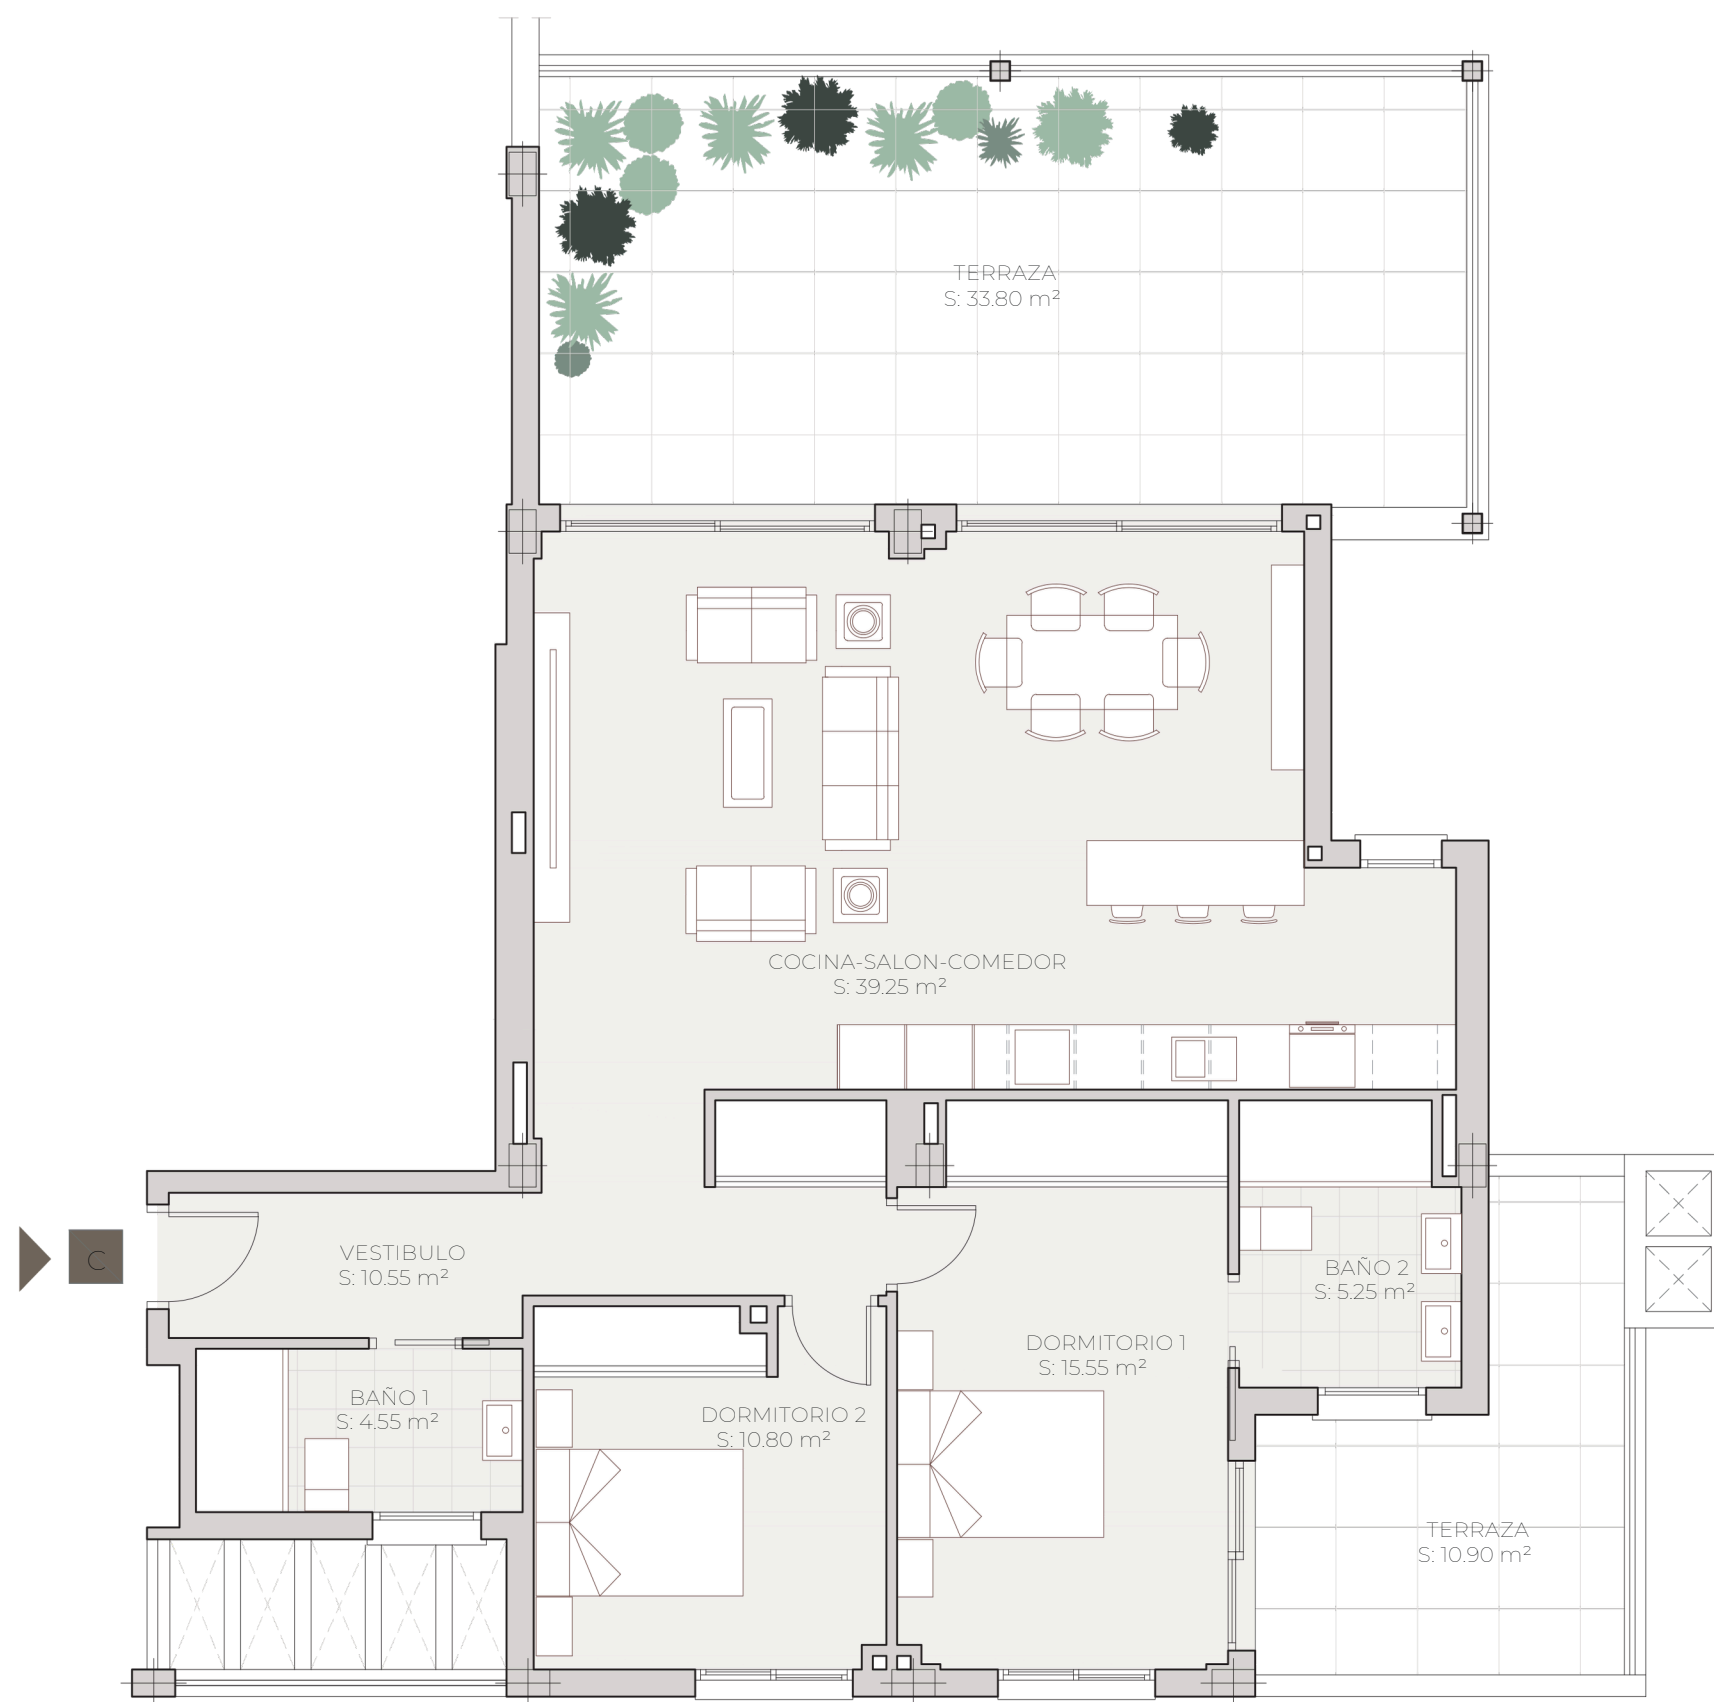 TERRAZA
S: 33.80 m²
COCINA-SALON-COMEDOR
S: 39.25 m²
C
VESTIBULO
S: 10.55 m²
BAÑO 2
S: 5.25 m²
DORMITORIO 1
S: 15.55 m²
BAÑO 1
S: 4.55 m²
DORMITORIO 2
S: 10.80 m²
TERRAZA
S: 10.90 m²